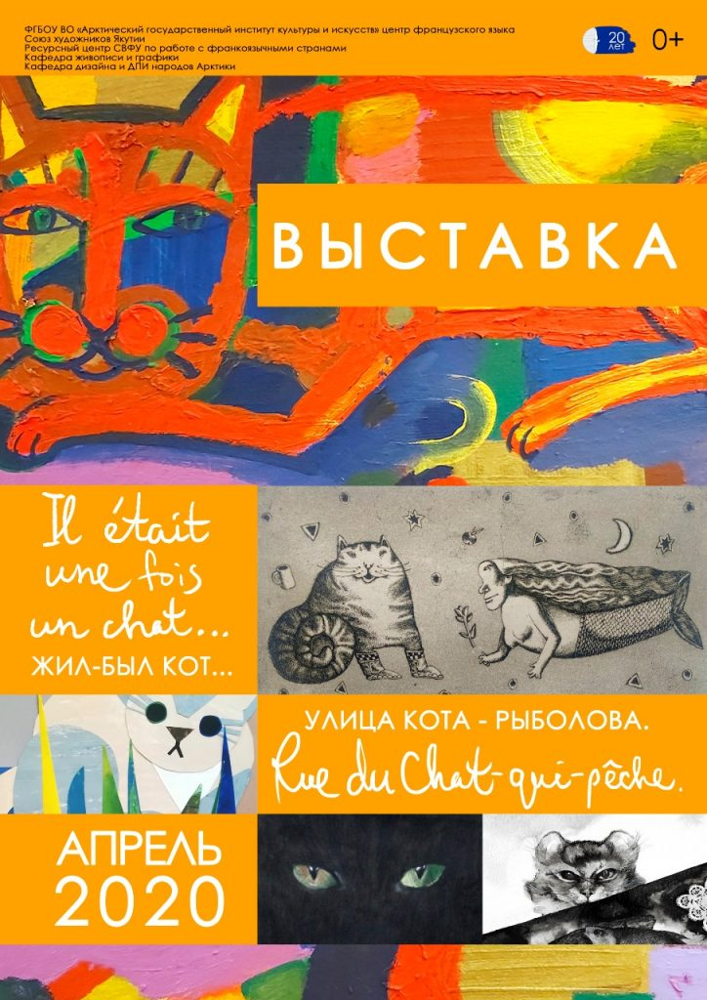 ФГБОУ ВО «Арктический государственный институт культуры и искусств» центр французского языка
Союз художников Якутии
Ресурсный центр СВФУ по работе с франкоязычными странами
Кафедра живописи и графики
Кафедра дизайна и ДПИ народов Арктики
20
лет
0+
ВЫСТАВКА
Il était
une fois
un chat...
ЖИЛ-БЫЛ КОТ...
УЛИЦА КОТА - РЫБОЛОВА.
Rue du Chat-qui-pêche.
АПРЕЛЬ
2020